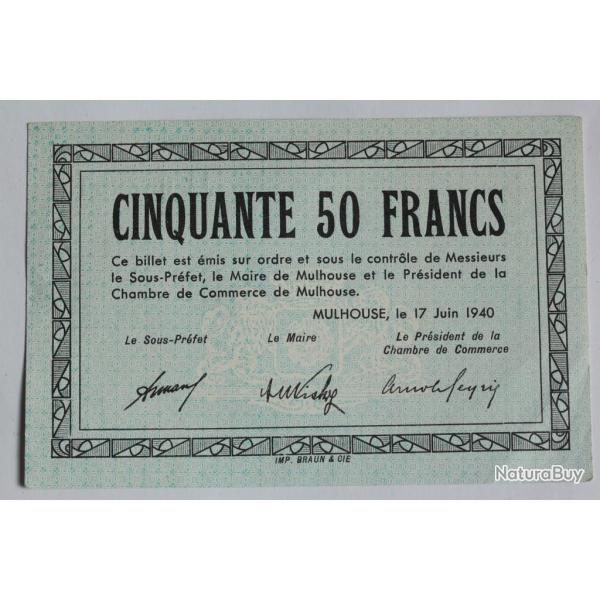 CINQUANTE 50 FRANCS
Ce billet est émis sur ordre et sous le contrôle de Messieurs
le Sous-Préfet, le Maire de Mulhouse et le Président de la
Chambre de Commerce de Mulhouse.
MULHOUSE, le 17 Juin 1940
Le Sous-Préfet Le Maire Le Président de la
Chambre de Commerce
IMP. BRAUN & CIE
NaturaBuy